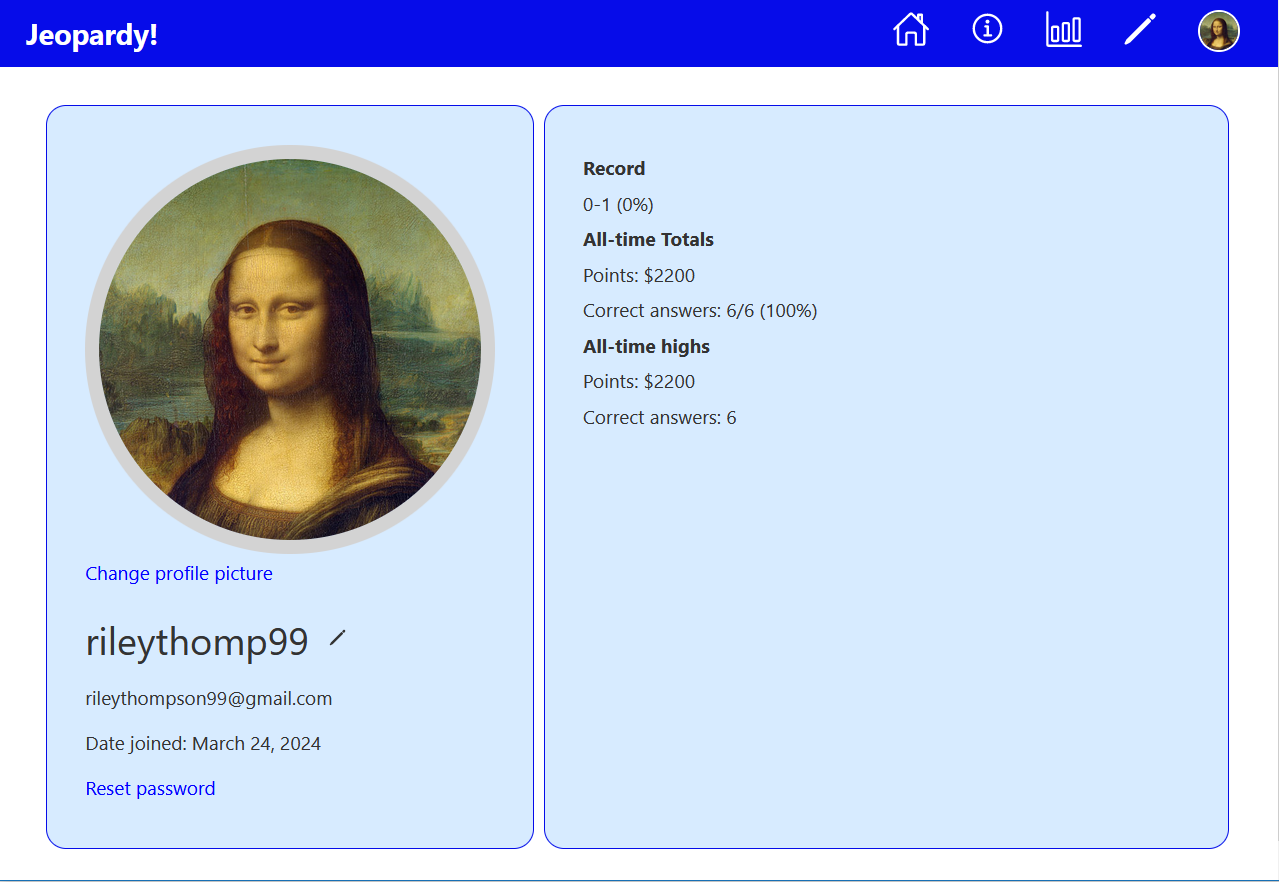 Jeopardy!
Change profile picture
rileythomp99
rileythompson99@gmail.com
Date joined: March 24, 2024
Reset password
Record
0-1 (0%)
All-time Totals
Points: $2200
Correct answers: 6/6 (100%)
All-time highs
Points: $2200
Correct answers: 6